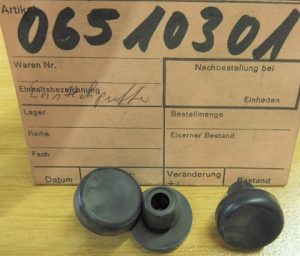 Artikel
06510301
Waren Nr.
Nachbestellung bei
Einheitsbezeichnung
Einheiten
Lager
Bestellmenge
Reihe
Eiserner Bestand
Fach
Datum
Veränderung
Bestand